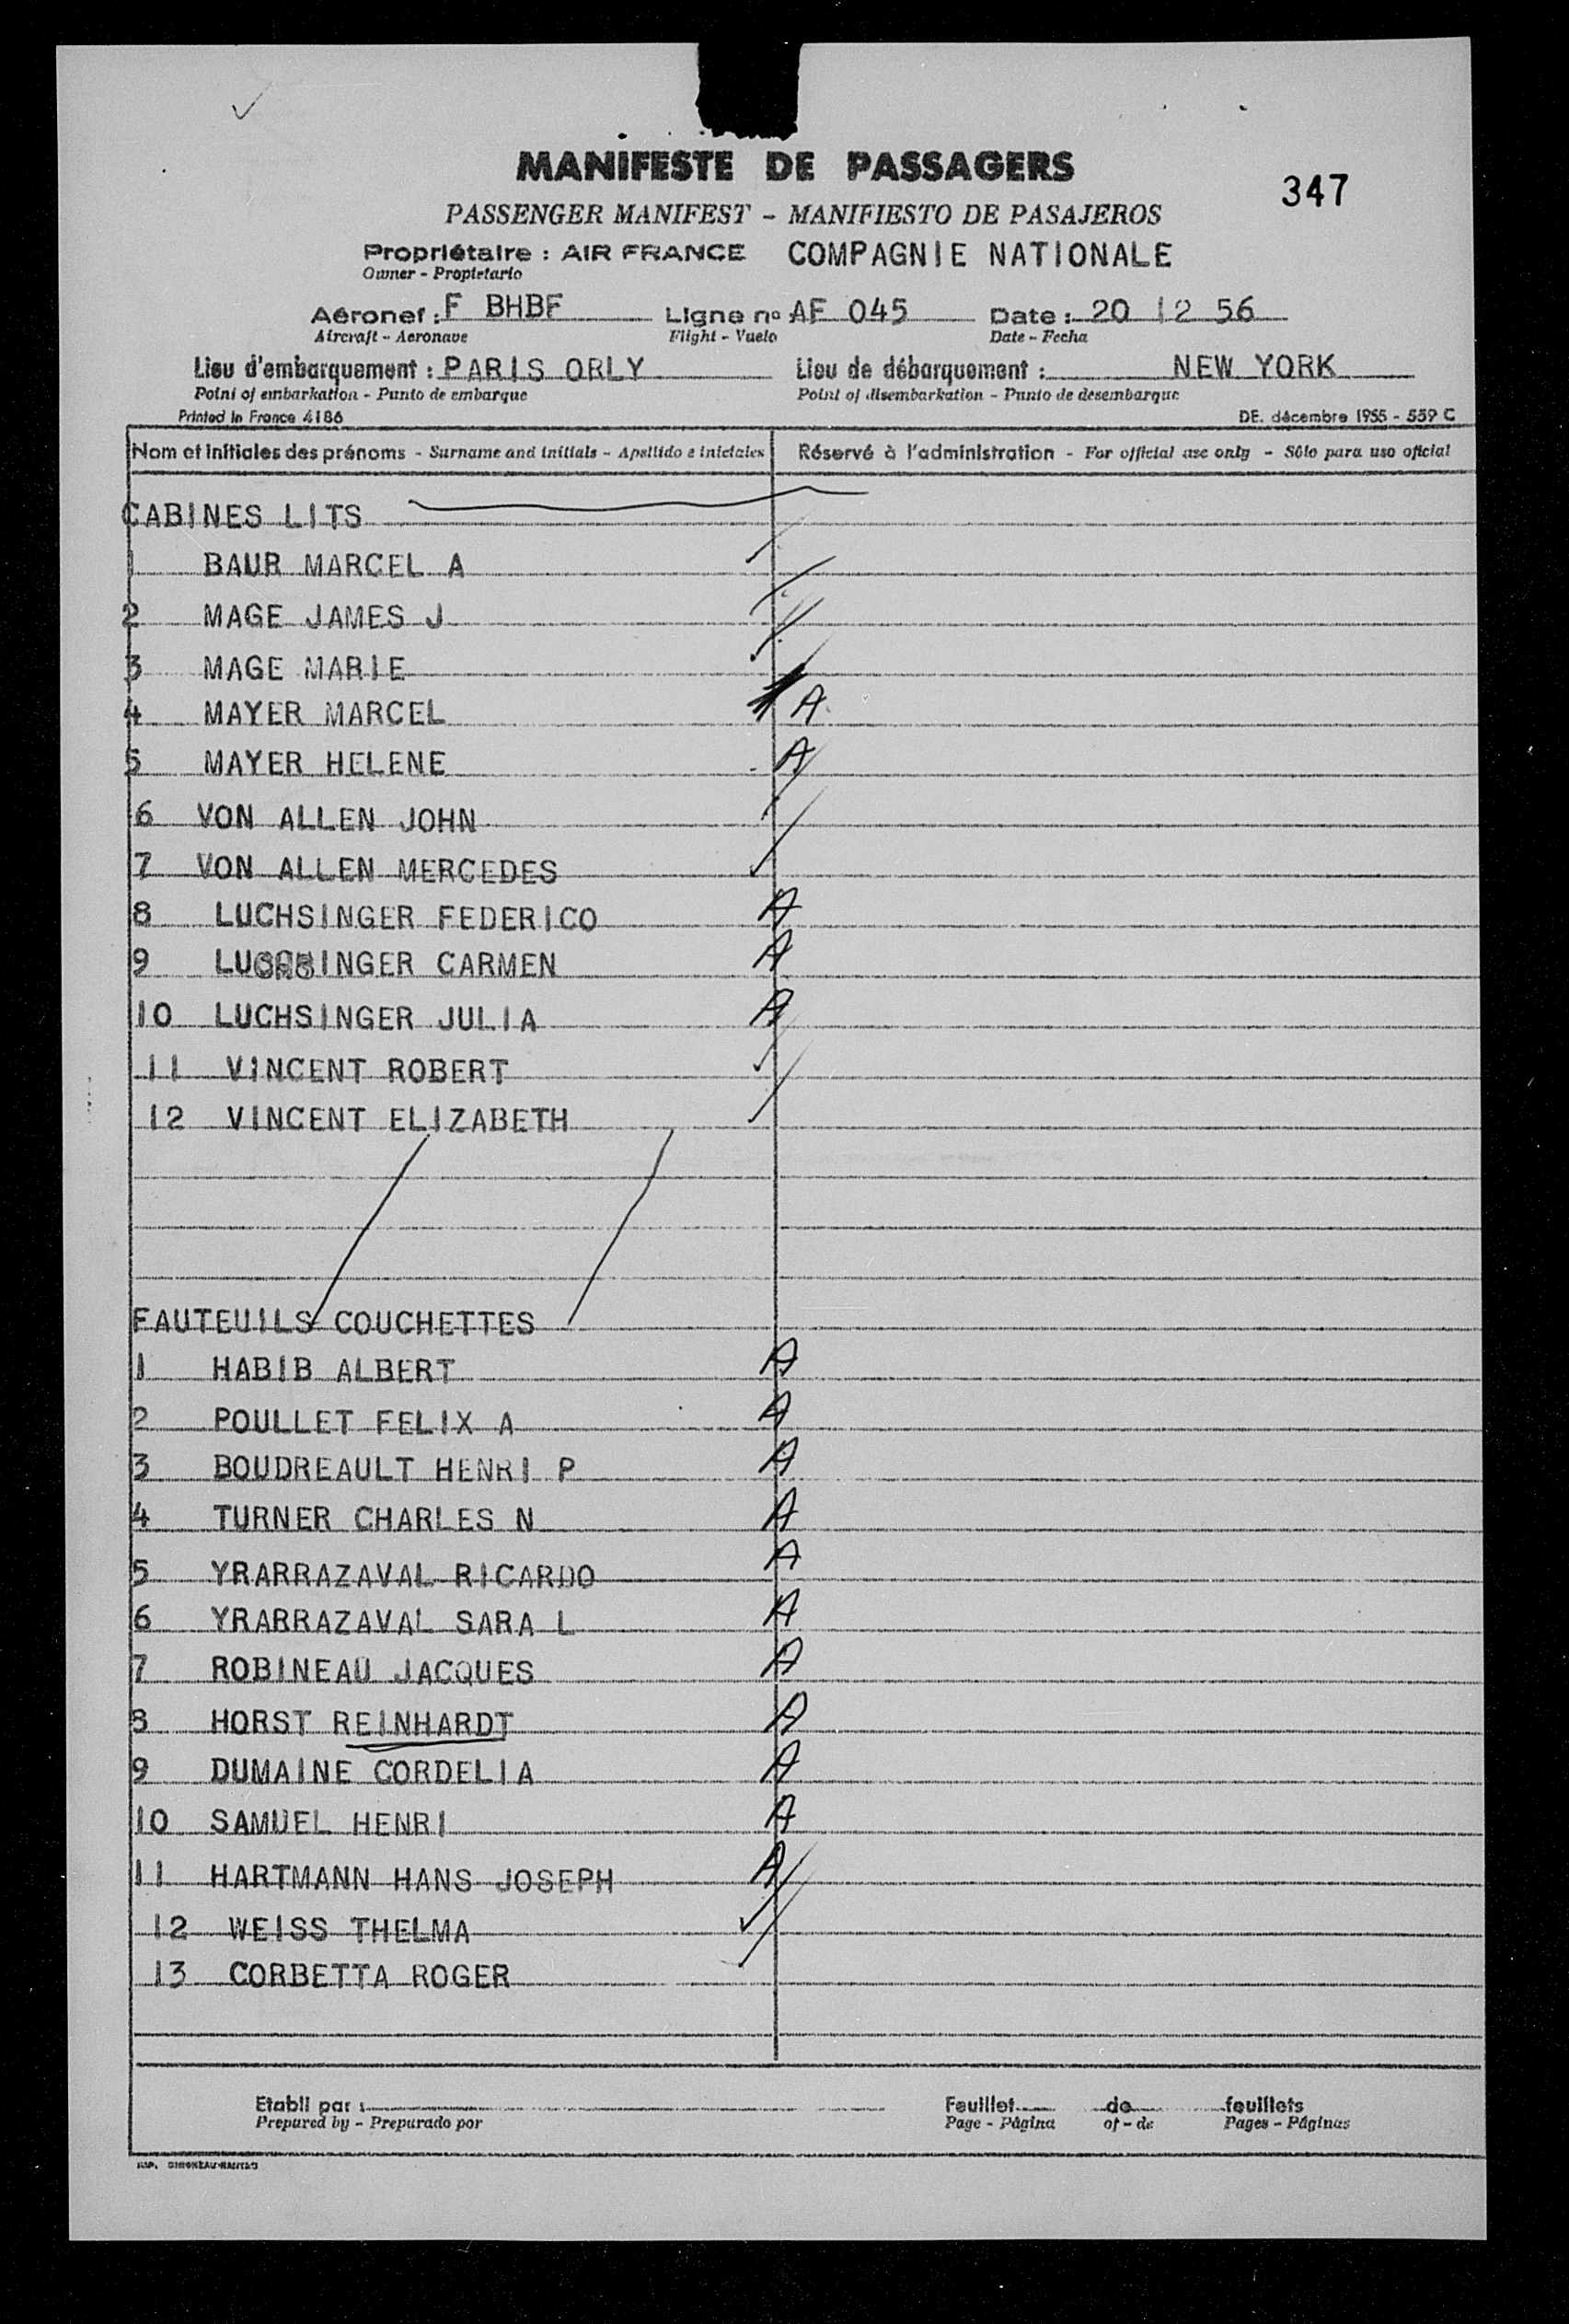 MANIFESTE DE PASSAGERS
347
PASSENGER MANIFEST - MANIFIESTO DE PASAJEROS
Propriétaire : AIR FRANCE COMPAGNIE NATIONALE
Owner - Propietario
Aéronef : F BHBF Ligne no AF 045 Date : 20 12 56
Aircraft - Aeronave Flight - Vuelo Date - Fecha
Lieu d'embarquement : PARIS ORLY Lieu de débarquement : NEW YORK
Point of embarkation - Punto de embarque Point of disembarkation - Punto de desembarque
Printed in France 4186 DE. décembre 1955 - 559 C
Nom et initiales des prénoms - Surname and initials - Apellido e iniciales Réservé à l'administration - For official use only - Sólo para uso oficial
CABINES LITS
1 BAUR MARCEL A
2 MAGE JAMES J
3 MAGE MARIE
4 MAYER MARCEL A
5 MAYER HELENE A
6 VON ALLEN JOHN
7 VON ALLEN MERCEDES
8 LUCHSINGER FEDERICO A
9 LUCHSINGER CARMEN A
10 LUCHSINGER JULIA A
11 VINCENT ROBERT
12 VINCENT ELIZABETH
FAUTEUILS COUCHETTES
1 HABIB ALBERT A
2 POULLET FELIX A A
3 BOUDREAULT HENRI P A
4 TURNER CHARLES N A
5 YRARRAZAVAL RICARDO A
6 YRARRAZAVAL SARA L A
7 ROBINEAU JACQUES A
8 HORST REINHARDT A
9 DUMAINE CORDELIA A
10 SAMUEL HENRI A
11 HARTMANN HANS JOSEPH A
12 WEISS THELMA
13 CORBETTA ROGER
Etabli par : Feuillet de feuillets
Prepared by - Preparado por Page - Página of - de Pages - Páginas
IMP.